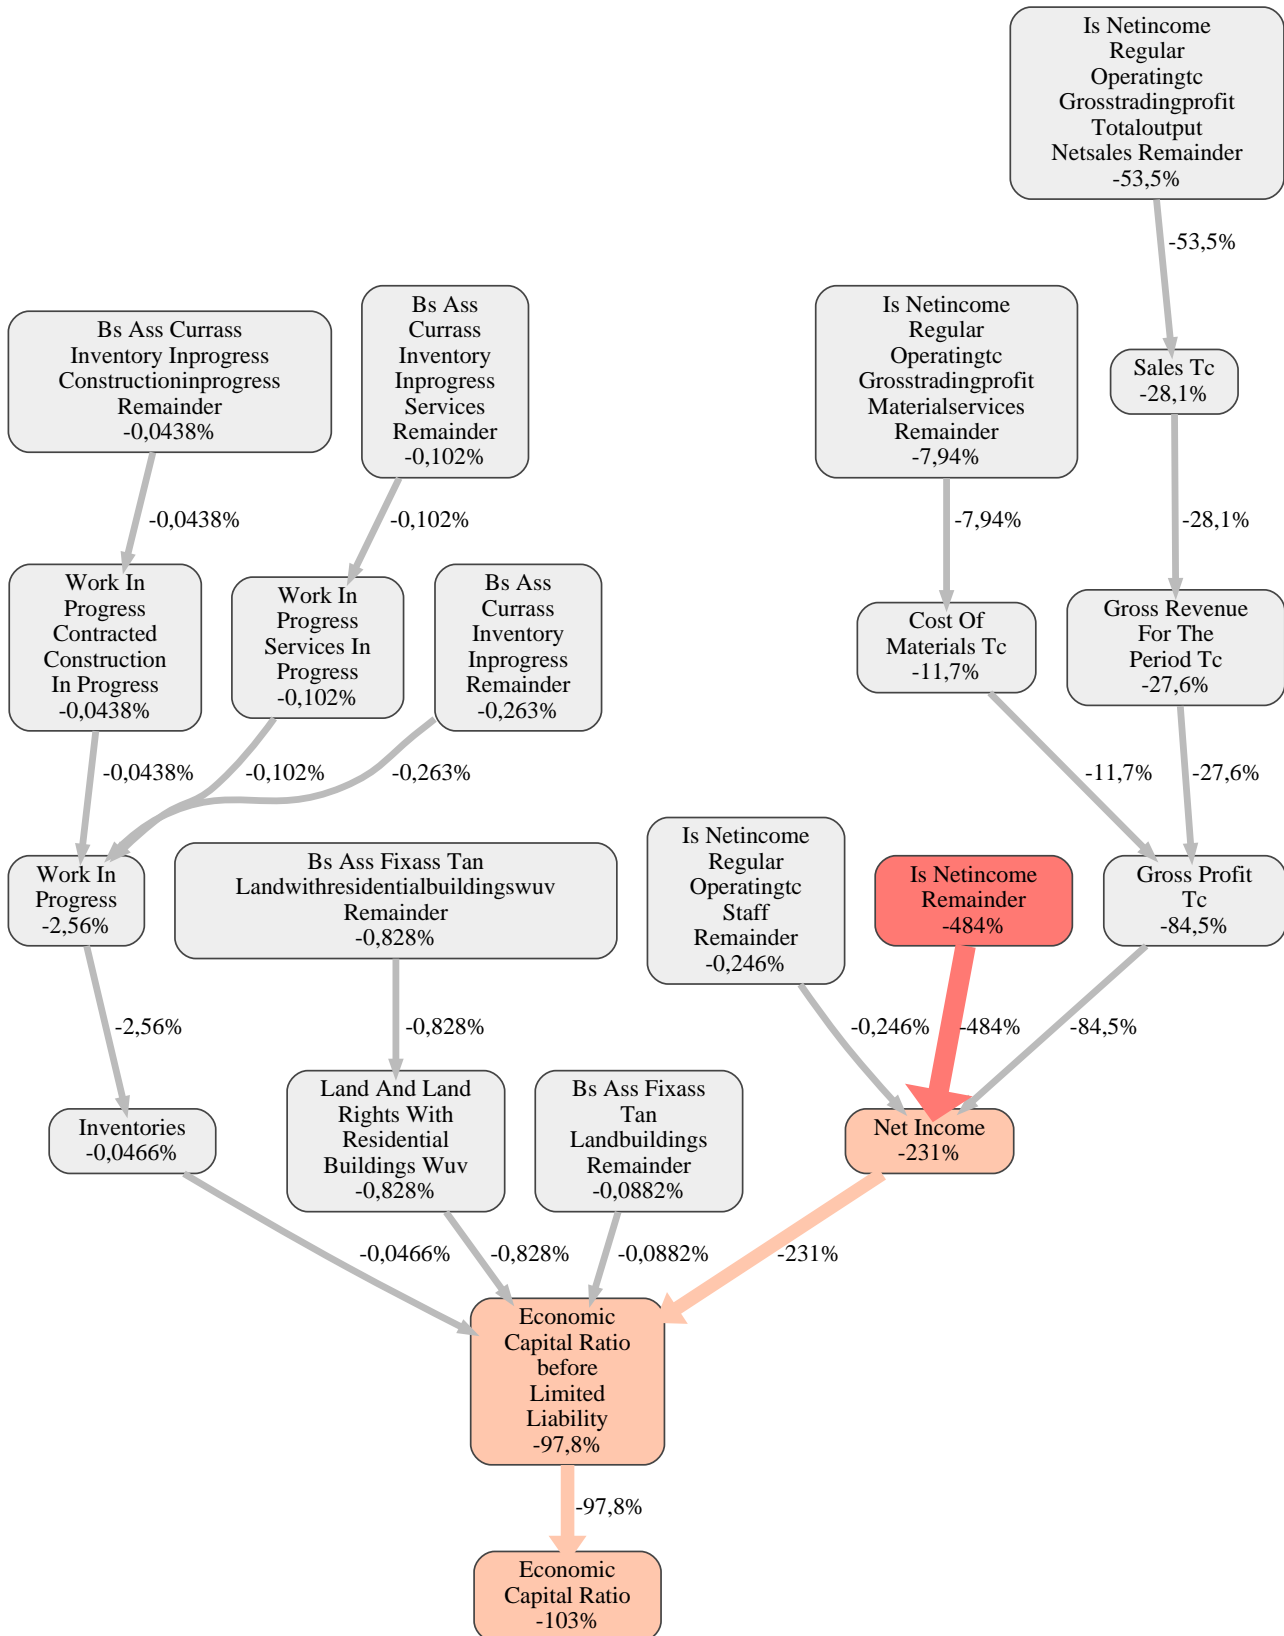 Is Netincome
Regular
Operatingtc
Grosstradingprofit
Totaloutput
Netsales Remainder
-53,5%
-53,5%
Bs Ass Currass
Inventory Inprogress
Constructioninprogress
Remainder
-0,0438%
Bs Ass
Currass
Inventory
Inprogress
Services
Remainder
-0,102%
Is Netincome
Regular
Operatingtc
Grosstradingprofit
Materialservices
Remainder
-7,94%
Sales Tc
-28,1%
-0,0438%
-0,102%
-7,94%
-28,1%
Work In
Progress
Contracted
Construction
In Progress
-0,0438%
Work In
Progress
Services In
Progress
-0,102%
Bs Ass
Currass
Inventory
Inprogress
Remainder
-0,263%
Cost Of
Materials Tc
-11,7%
Gross Revenue
For The
Period Tc
-27,6%
-0,0438%
-0,102%
-0,263%
-11,7%
-27,6%
Work In
Progress
-2,56%
Bs Ass Fixass Tan
Landwithresidentialbuildingswuv
Remainder
-0,828%
Is Netincome
Regular
Operatingtc
Staff
Remainder
-0,246%
Is Netincome
Remainder
-484%
Gross Profit
Tc
-84,5%
-2,56%
-0,828%
-0,246%
-484%
-84,5%
Inventories
-0,0466%
Land And Land
Rights With
Residential
Buildings Wuv
-0,828%
Bs Ass Fixass
Tan
Landbuildings
Remainder
-0,0882%
Net Income
-231%
-0,0466%
-0,828%
-0,0882%
-231%
Economic
Capital Ratio
before
Limited
Liability
-97,8%
-97,8%
Economic
Capital Ratio
-103%